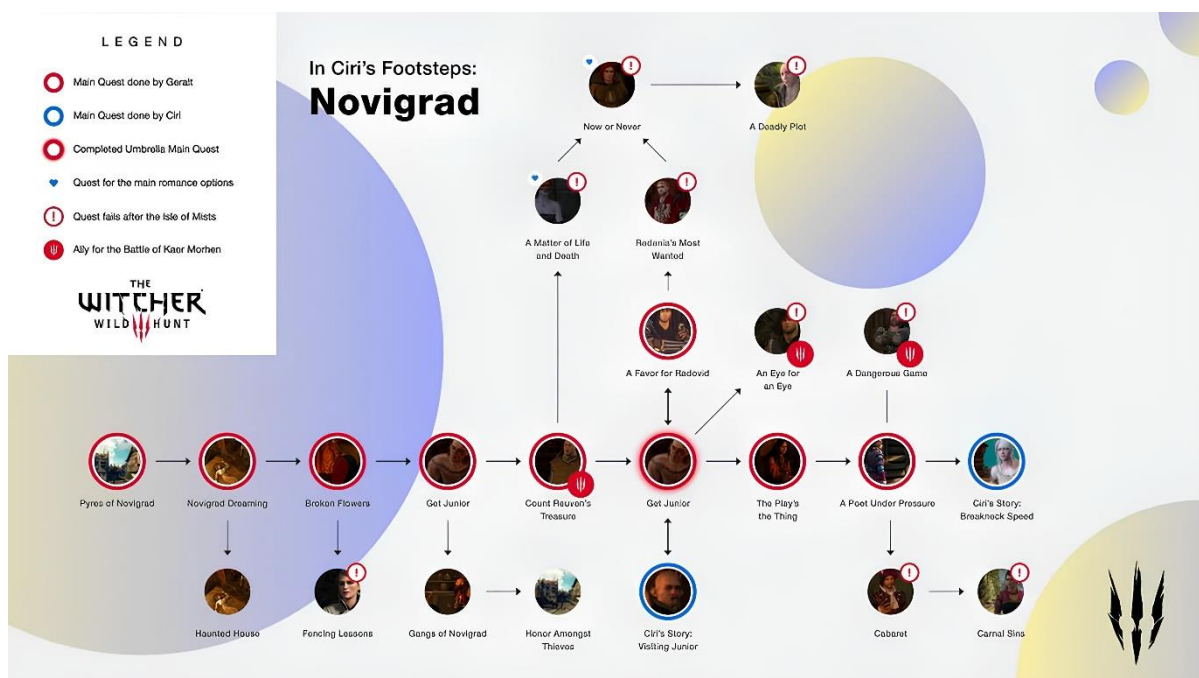 LEGEND
Main Quest done by Geralt
Main Quest done by Ciri
Completed Umbrella Main Quest
Quest for the main romance options
Quest fails after the Isle of Mists
Ally for the Battle of Kaer Morhen
THE
WITCHER
WILD HUNT
In Ciri's Footsteps:
Novigrad
Now or Never
A Deadly Plot
A Matter of Life
and Death
Redania's Most
Wanted
A Favor for Radovid
An Eye for
an Eye
A Dangerous Game
Pyres of Novigrad
Novigrad Dreaming
Broken Flowers
Get Junior
Count Reuven's
Treasure
Get Junior
The Play's
the Thing
A Poet Under Pressure
Ciri's Story:
Breakneck Speed
Haunted House
Fencing Lessons
Gangs of Novigrad
Honor Amongst
Thieves
Ciri's Story:
Visiting Junior
Cabaret
Carnal Sins